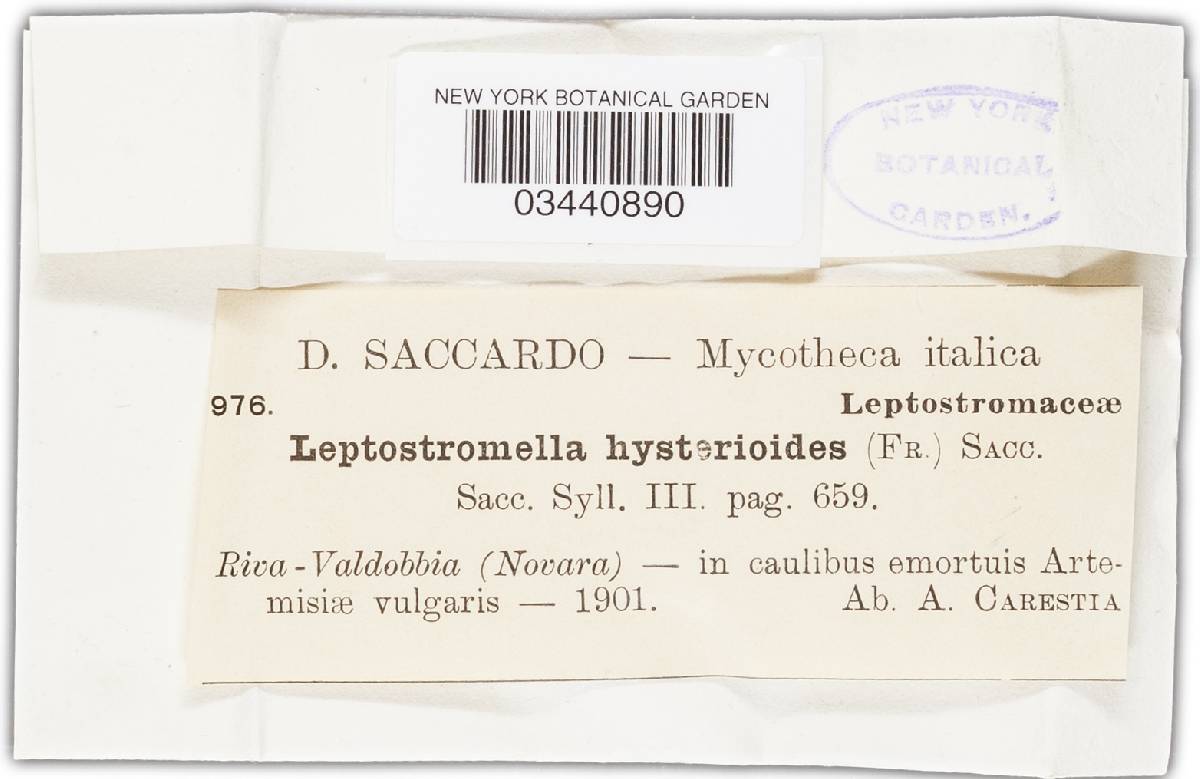 NEW YORK BOTANICAL GARDEN
03440890
NEW YORK
BOTANICAL
GARDEN.
D. SACCARDO — Mycotheca italica
976. Leptostromaceæ
Leptostromella hysterioides (FR.) SACC.
Sacc. Syll. III. pag. 659.
Riva-Valdobbia (Novara) — in caulibus emortuis Arte-
misiæ vulgaris — 1901. Ab. A. CARESTIA